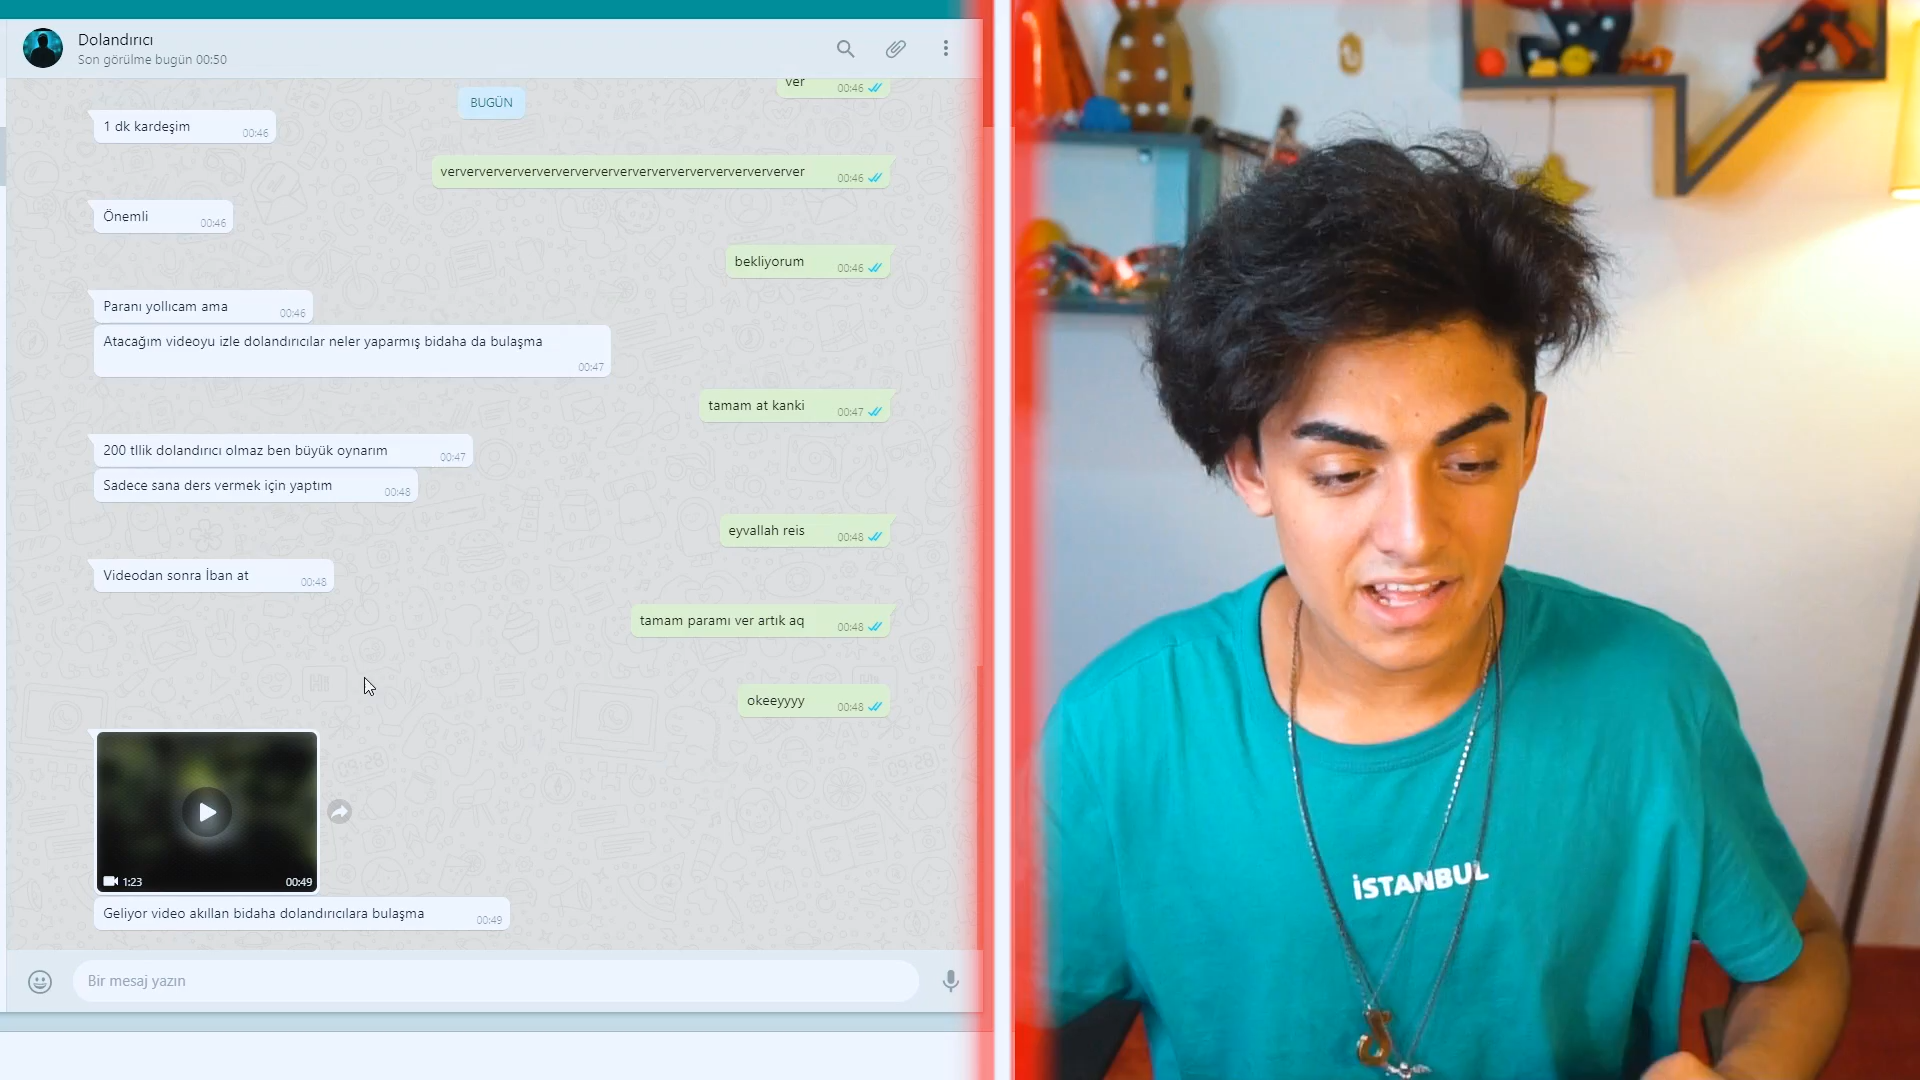 Dolandırıcı
Son görülme bugün 00:50
ver 00:46
BUGÜN
1 dk kardeşim 00:46
ververververververververververververververververververver 00:46
Önemli 00:46
bekliyorum 00:46
Paranı yollıcam ama 00:46
Atacağım videoyu izle dolandırıcılar neler yaparmış bidaha da bulaşma
00:47
tamam at kanki 00:47
200 tllik dolandırıcı olmaz ben büyük oynarım 00:47
Sadece sana ders vermek için yaptım 00:48
eyvallah reis 00:48
Videodan sonra İban at 00:48
tamam paramı ver artık aq 00:48
okeeyyyy 00:48
1:23 00:49
Geliyor video akıllan bidaha dolandırıcılara bulaşma 00:49
Bir mesaj yazın
İSTANBUL